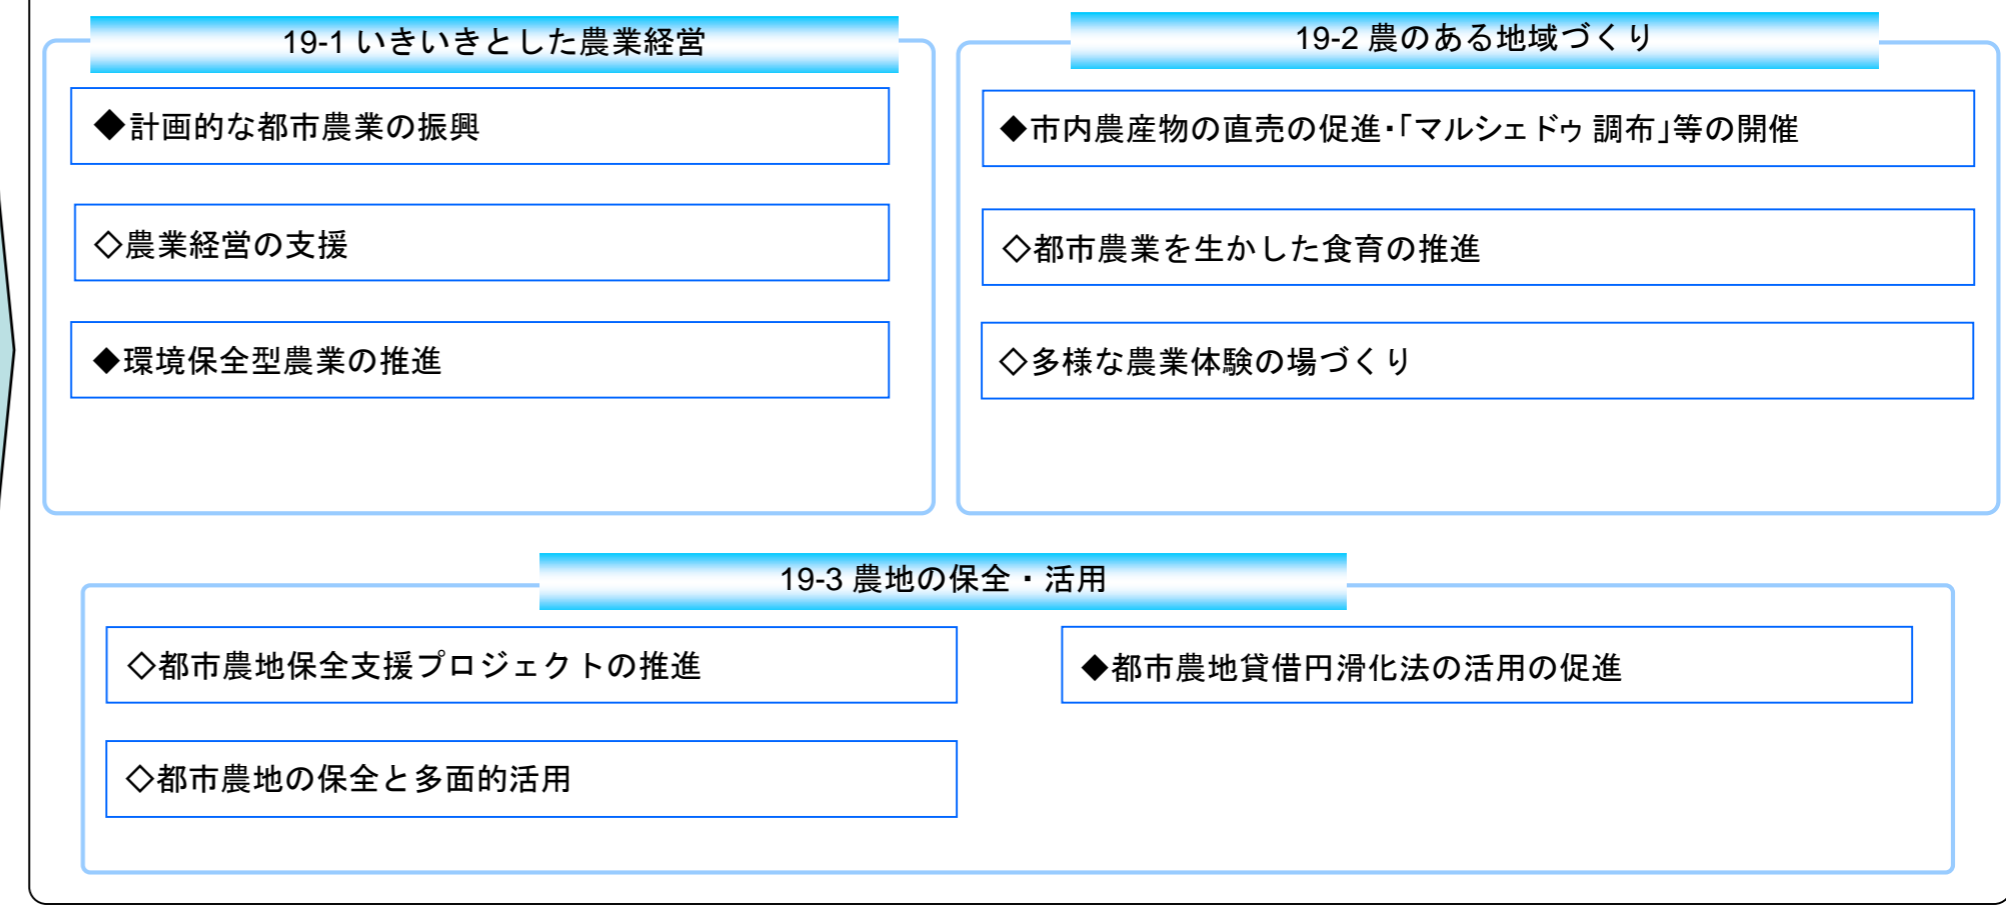 19-1 いきいきとした農業経営
◆計画的な都市農業の振興
◇農業経営の支援
◆環境保全型農業の推進
19-2 農のある地域づくり
◆市内農産物の直売の促進・「マルシェドゥ 調布」等の開催
◇都市農業を生かした食育の推進
◇多様な農業体験の場づくり
19-3 農地の保全・活用
◇都市農地保全支援プロジェクトの推進
◆都市農地貸借円滑化法の活用の促進
◇都市農地の保全と多面的活用